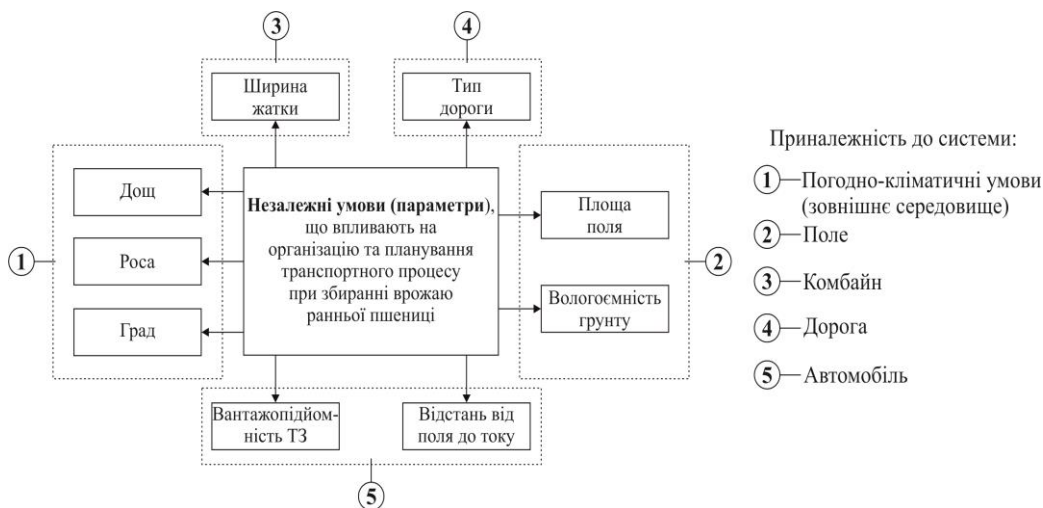 3
4
Ширина
жатки
Тип
дороги
Дощ
Роса
Град
1
Незалежні умови (параметри),
що впливають на
організацію та планування
транспортного процесу
при збиранні врожаю
ранньої пшениці
Площа
поля
Вологоємність
грунту
2
Вантажопідйом-
ність ТЗ
Відстань від
поля до току
5
Приналежність до системи:
1 — Погодно-кліматичні умови
(зовнішнє середовище)
2 — Поле
3 — Комбайн
4 — Дорога
5 — Автомобіль